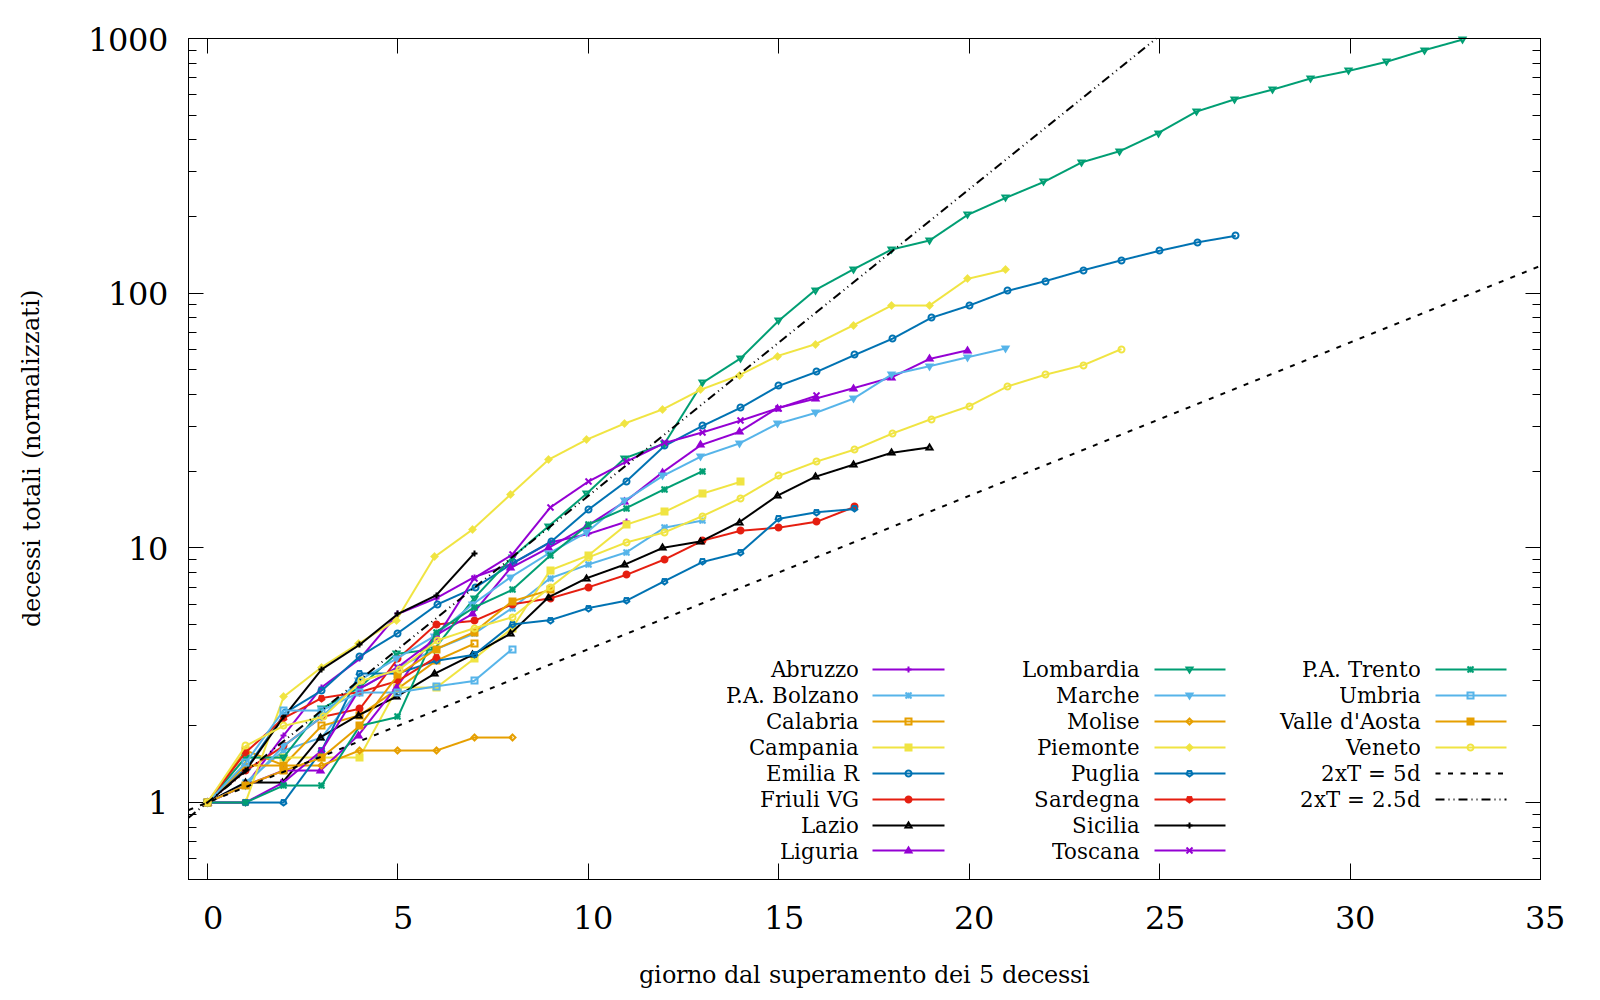 1000
100
10
1
decessi totali (normalizzati)
0 5 10 15 20 25 30 35
giorno dal superamento dei 5 decessi
Abruzzo
P.A. Bolzano
Calabria
Campania
Emilia R
Friuli VG
Lazio
Liguria
Lombardia
Marche
Molise
Piemonte
Puglia
Sardegna
Sicilia
Toscana
P.A. Trento
Umbria
Valle d'Aosta
Veneto
2xT = 5d
2xT = 2.5d